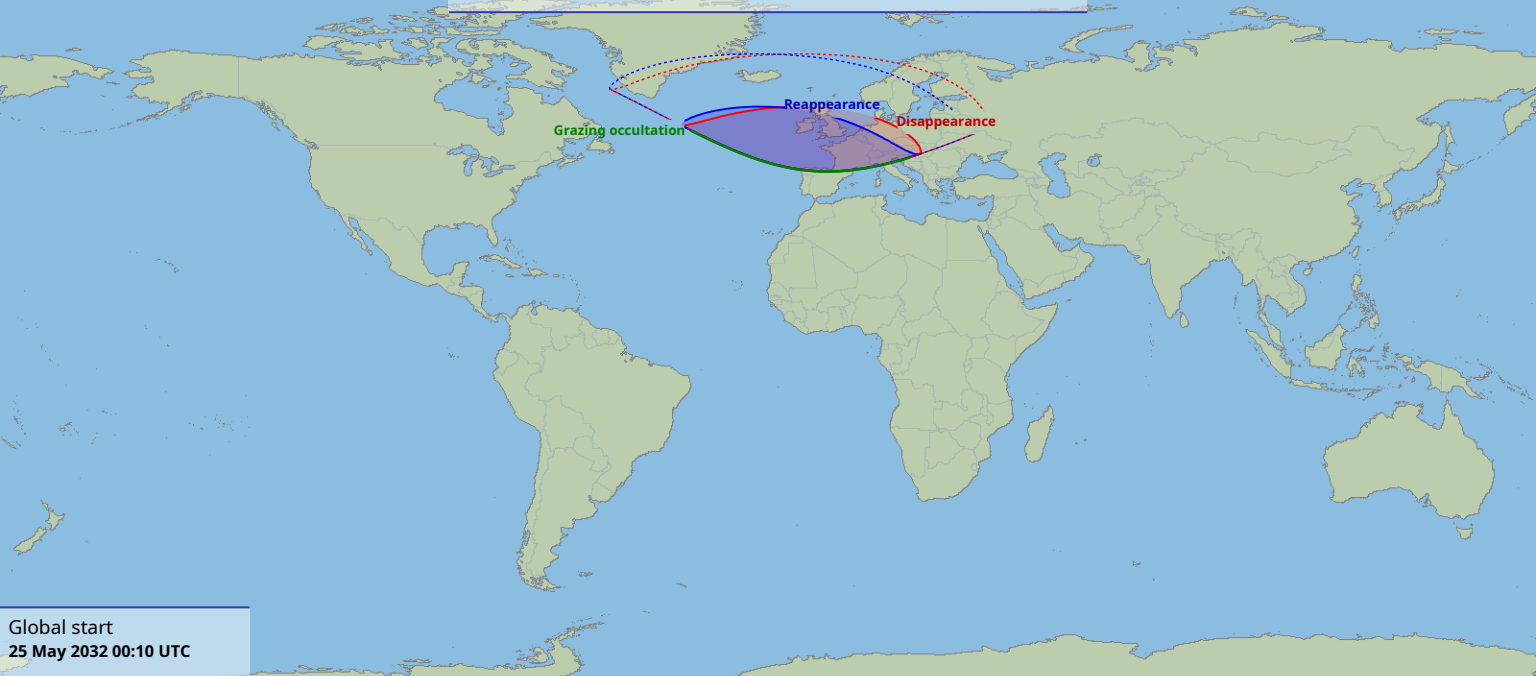 Reappearance
Disappearance
Grazing occultation
Global start
25 May 2032 00:10 UTC